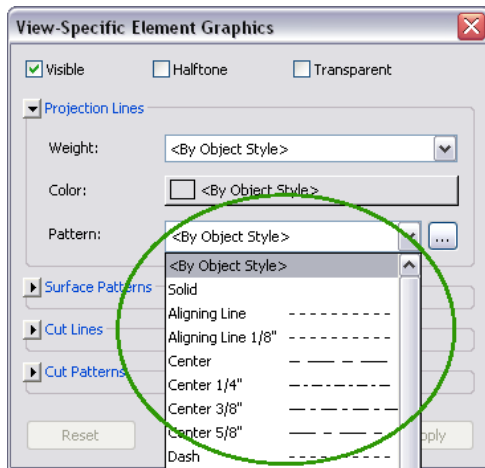 View-Specific Element Graphics
Visible Halftone Transparent
Projection Lines
Weight: <By Object Style>
Color: <By Object Style>
Pattern: <By Object Style> ...
<By Object Style>
Surface Patterns
Solid
Aligning Line
Cut Lines
Aligning Line 1/8"
Center
Cut Patterns
Center 1/4"
Center 3/8"
Reset
Center 5/8"
Dash